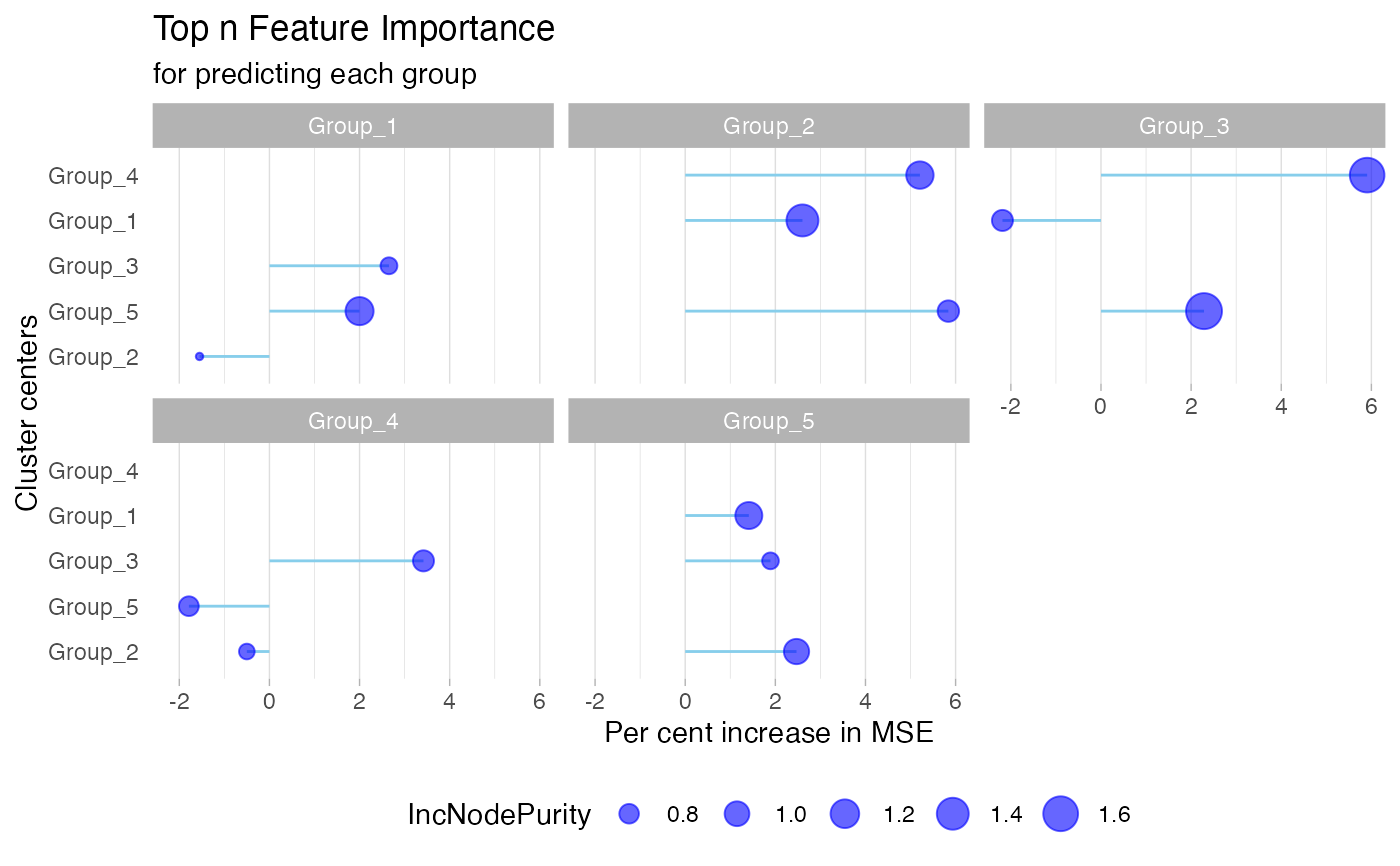 Top n Feature Importance
for predicting each group
Group_1
Group_2
Group_3
Group_4
Group_1
Group_3
Group_5
Group_2
-2 0 2 4 6
Group_4
Group_5
Cluster centers
Group_4
Group_1
Group_3
Group_5
Group_2
-2 0 2 4 6
-2 0 2 4 6
Per cent increase in MSE
IncNodePurity 0.8 1.0 1.2 1.4 1.6